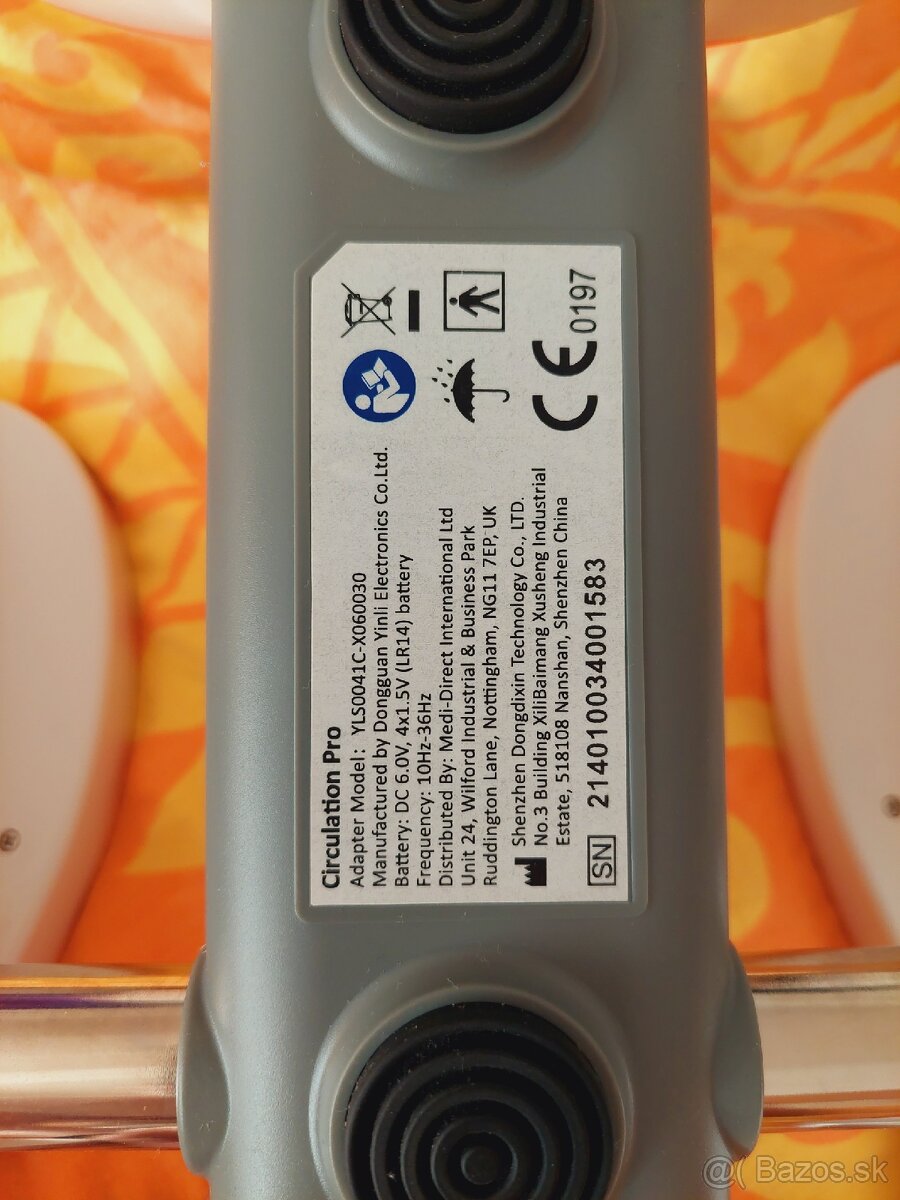 Circulation Pro
Adapter Model: YLS0041C-X060030
Manufactured by Dongguan Yinli Electronics Co.Ltd.
Battery: DC 6.0V, 4x1.5V (LR14) battery
Frequency: 10Hz-36Hz
Distributed By: Medi-Direct International Ltd
Unit 24, Wilford Industrial & Business Park
Ruddington Lane, Nottingham, NG11 7EP, UK
Shenzhen Dongdixin Technology Co., LTD.
No.3 Building XiliBaimang Xusheng Industrial
Estate, 518108 Nanshan, Shenzhen China
SN 214010034001583
CE 0197
@( Bazos.sk